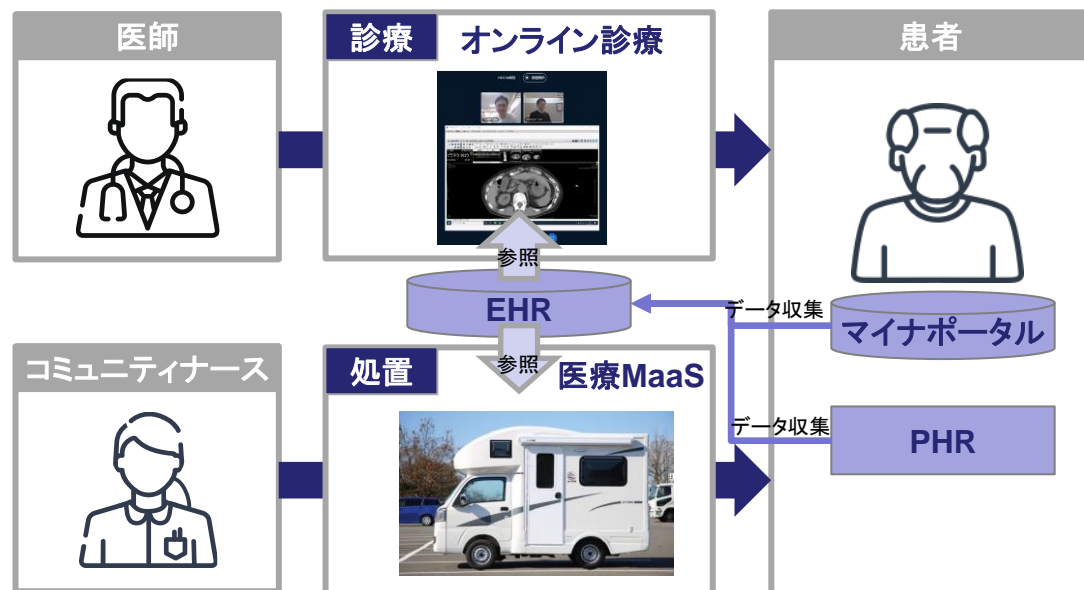 医師
診療
オンライン診療
患者
参照
EHR
データ収集
マイナポータル
参照
コミュニティナース
処置
医療MaaS
データ収集
PHR